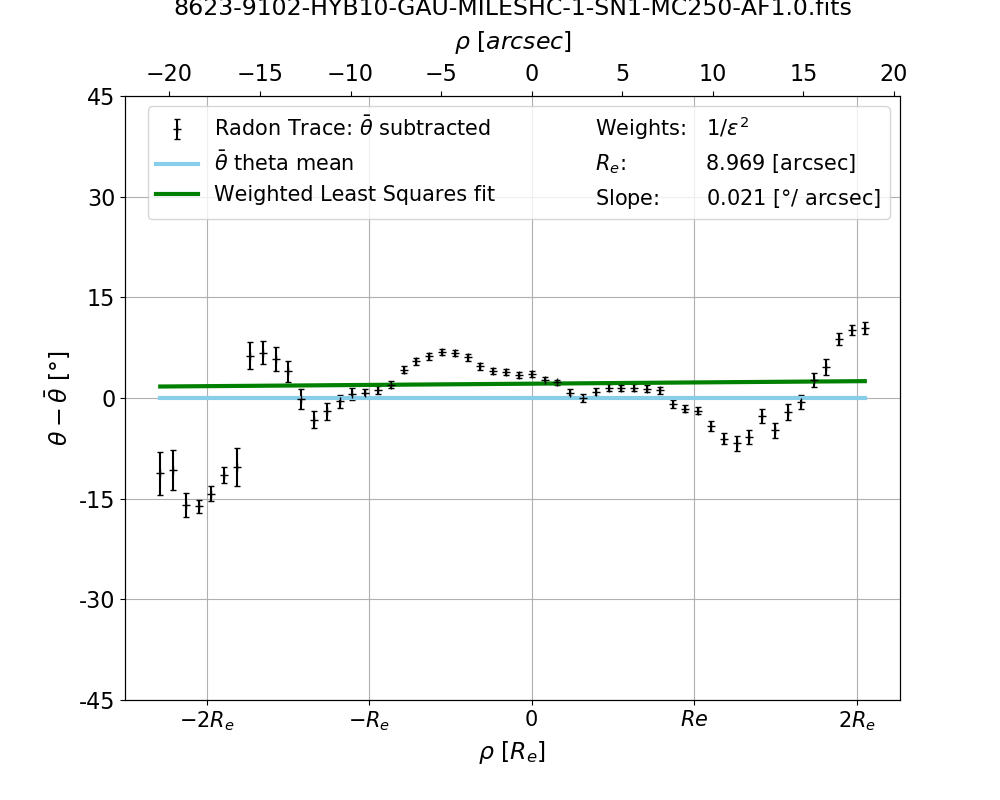 8623-9102-HYB10-GAU-MILESHC-1-SN1-MC250-AF1.0.fits
ρ [arcsec]
−20 −15 −10 −5 0 5 10 15 20
45
30
15
0
-15
-30
-45
θ − θ̄ [°]
Radon Trace: θ̄ subtracted
θ̄ theta mean
Weighted Least Squares fit
Weights: 1/ε²
Rₑ: 8.969 [arcsec]
Slope: 0.021 [°/ arcsec]
−2Rₑ −Rₑ 0 Re 2Rₑ
ρ [Rₑ]